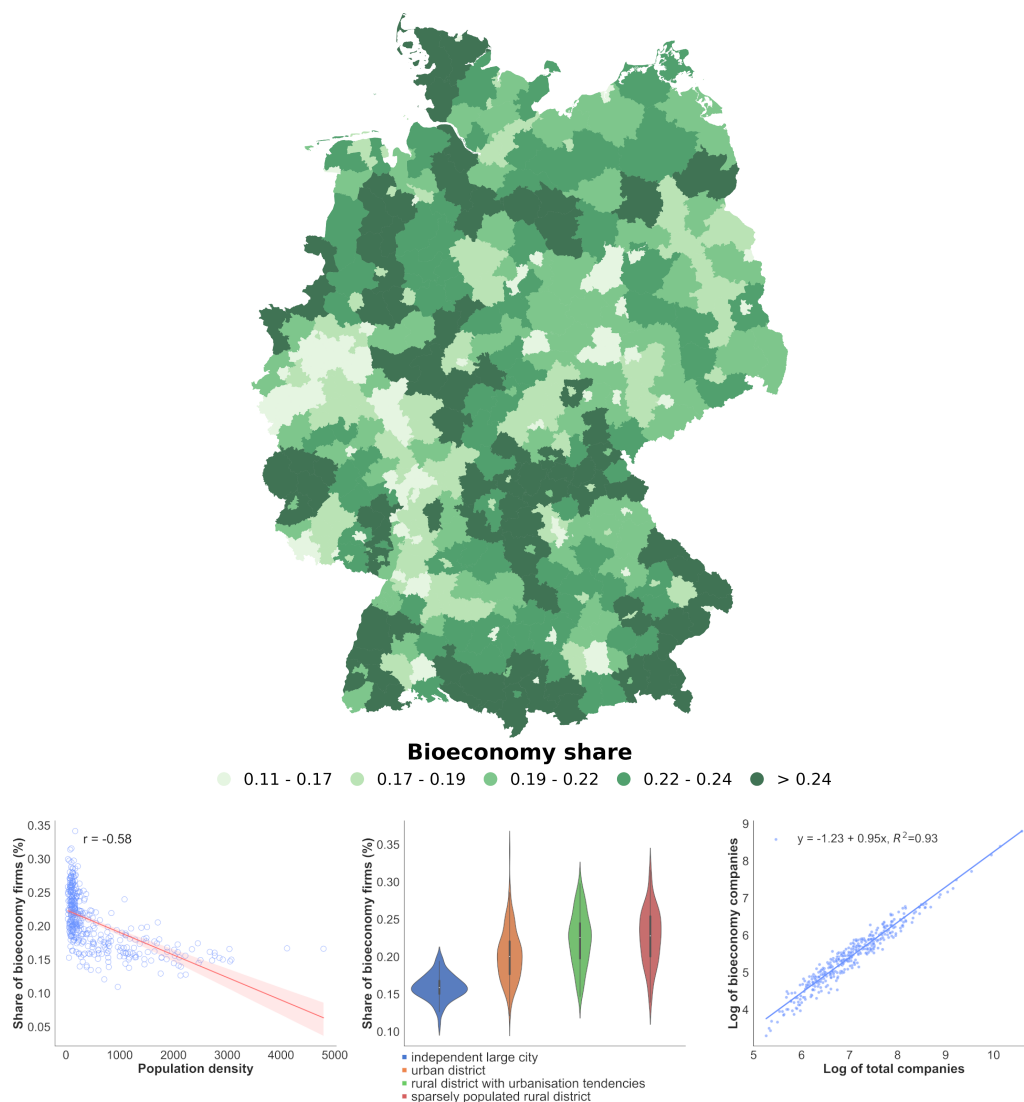 Bioeconomy share
0.11 - 0.17 0.17 - 0.19 0.19 - 0.22 0.22 - 0.24 > 0.24
Share of bioeconomy firms (%)
0.35
0.30
0.25
0.20
0.15
0.10
0.05
r = -0.58
0 1000 2000 3000 4000 5000
Population density
Share of bioeconomy firms (%)
0.35
0.30
0.25
0.20
0.15
0.10
independent large city
urban district
rural district with urbanisation tendencies
sparsely populated rural district
Log of bioeconomy companies
9
8
7
6
5
4
y = -1.23 + 0.95x, R²=0.93
5 6 7 8 9 10
Log of total companies